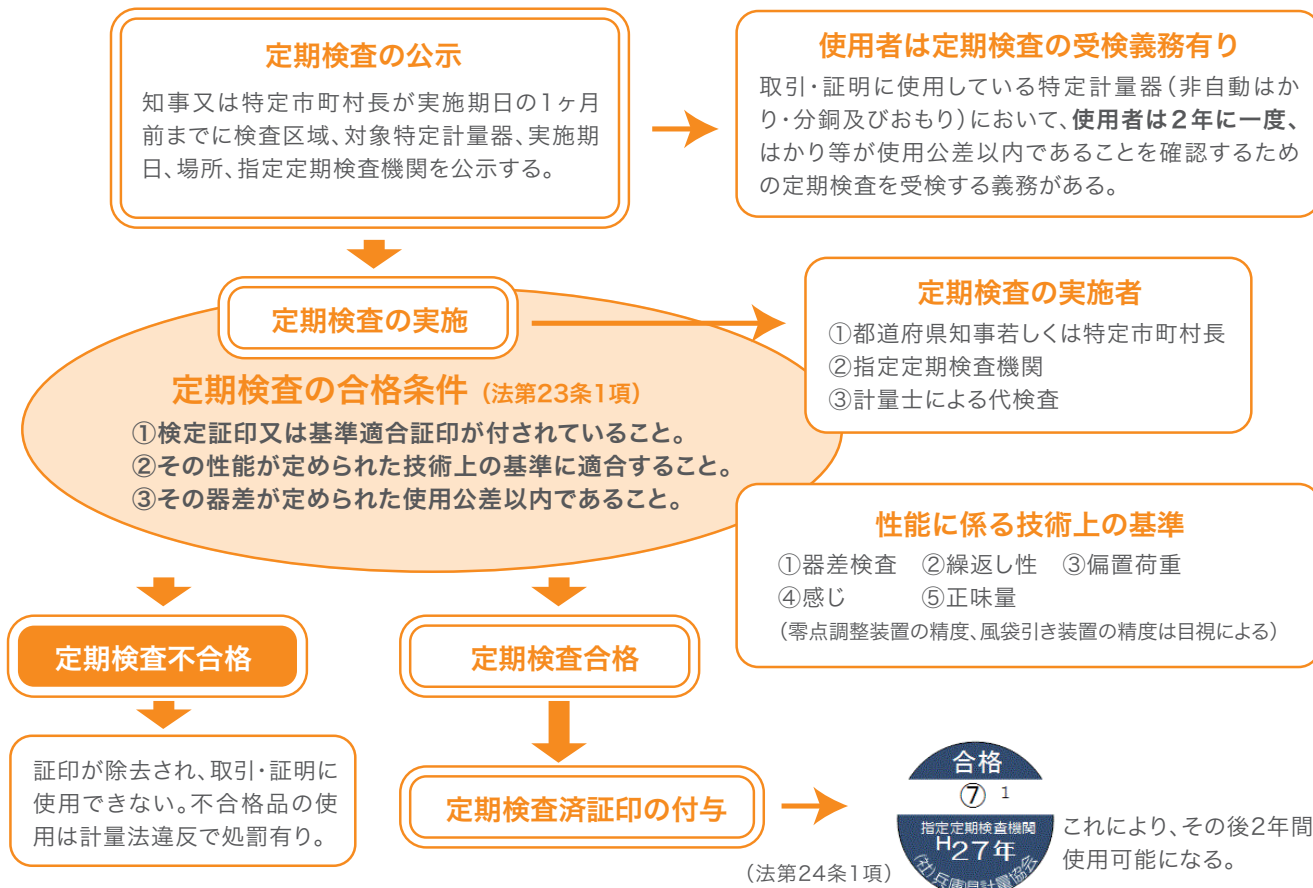 定期検査の公示
知事又は特定市町村長が実施期日の1ヶ月
前までに検査区域、対象特定計量器、実施期
日、場所、指定定期検査機関を公示する。
使用者は定期検査の受検義務有り
取引・証明に使用している特定計量器(非自動はか
り・分銅及びおもり)において、使用者は2年に一度、
はかり等が使用公差以内であることを確認するため
の定期検査を受検する義務がある。
定期検査の実施
定期検査の実施者
①都道府県知事若しくは特定市町村長
②指定定期検査機関
③計量士による代検査
定期検査の合格条件 (法第23条1項)
①検定証印又は基準適合証印が付されていること。
②その性能が定められた技術上の基準に適合すること。
③その器差が定められた使用公差以内であること。
性能に係る技術上の基準
①器差検査 ②繰返し性 ③偏置荷重
④感じ ⑤正味量
(零点調整装置の精度、風袋引き装置の精度は目視による)
定期検査不合格
定期検査合格
証印が除去され、取引・証明に
使用できない。不合格品の使
用は計量法違反で処罰有り。
定期検査済証印の付与
(法第24条1項)
合格
⑦ 1
指定定期検査機関
H27年
(社)兵庫県計量協会
これにより、その後2年間
使用可能になる。